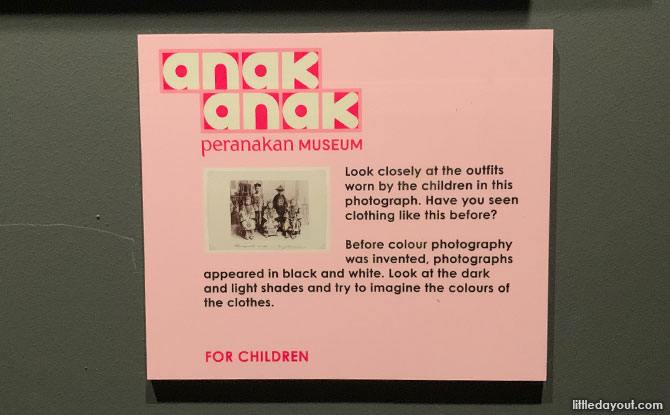 anak
anak
peranakan MUSEUM
Look closely at the outfits
worn by the children in this
photograph. Have you seen
clothing like this before?
Before colour photography
was invented, photographs
appeared in black and white. Look at the dark
and light shades and try to imagine the colours of
the clothes.
FOR CHILDREN
littledayout.com